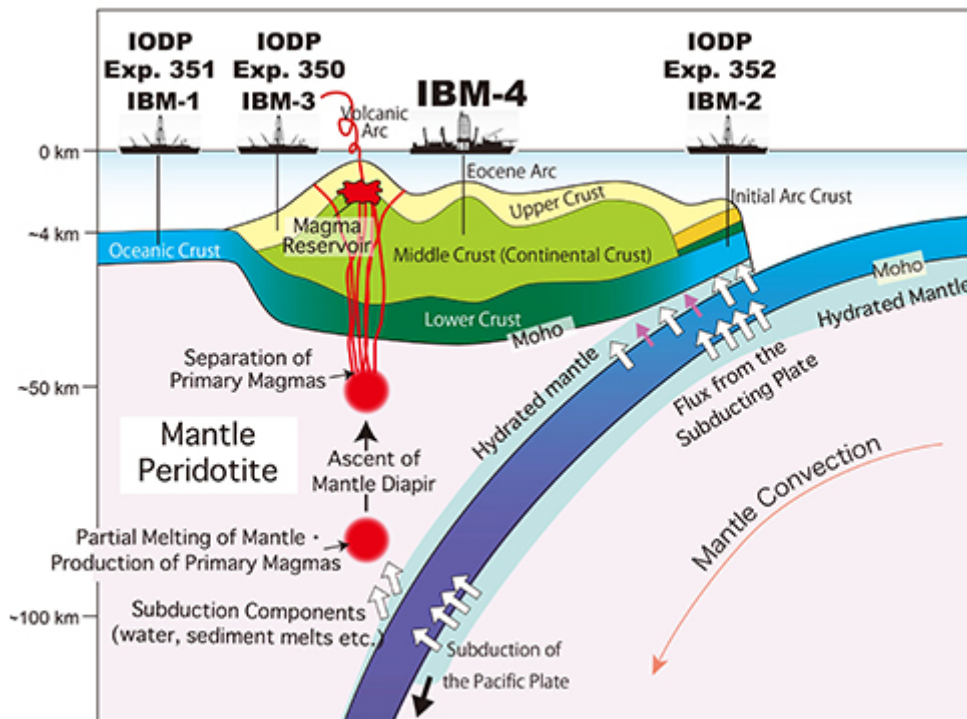 IODP
Exp. 351
IBM-1
IODP
Exp. 350
IBM-3
IBM-4
IODP
Exp. 352
IBM-2
Volcanic
Arc
0 km
Eocene Arc
Initial Arc Crust
Upper Crust
Magma
Reservoir
~4 km
Oceanic Crust
Middle Crust (Continental Crust)
Moho
Hydrated Mantle
Lower Crust
Moho
Separation of
Primary Magmas
~50 km
Hydrated mantle
Flux from the
Subducting Plate
Mantle
Peridotite
Ascent of
Mantle Diapir
Mantle Convection
Partial Melting of Mantle・
Production of Primary Magmas
Subduction Components
(water, sediment melts etc.)
~100 km
Subduction of
the Pacific Plate